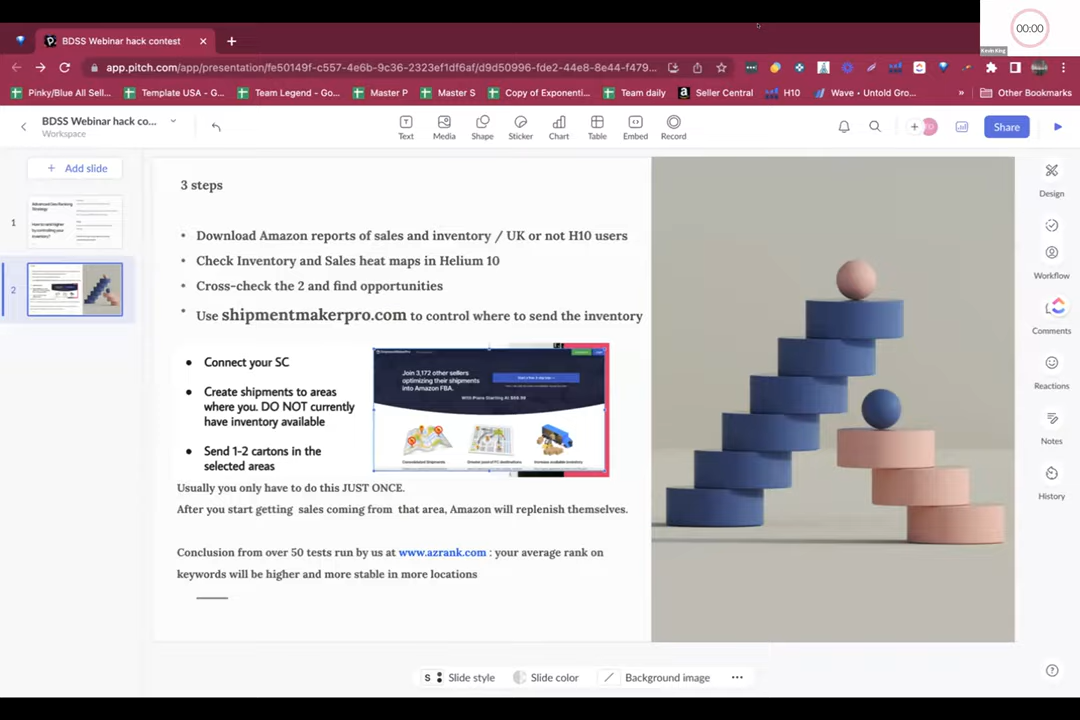 00:00
Kevin King
BDSS Webinar hack contest
app.pitch.com/app/presentation/fe50149f-c557-4e6b-9c36-2323ef1df6af/d9d50996-fde2-44e8-8e44-f479...
Pinky/Blue All Sell...
Template USA - G...
Team Legend - Go...
Master P
Master S
Copy of Exponenti...
Team daily
Seller Central
H10
Wave • Untold Gro...
»
Other Bookmarks
BDSS Webinar hack co...
Workspace
Text
Media
Shape
Sticker
Chart
Table
Embed
Record
Share
+ Add slide
1
2
3 steps
• Download Amazon reports of sales and inventory / UK or not H10 users
• Check Inventory and Sales heat maps in Helium 10
• Cross-check the 2 and find opportunities
• Use shipmentmakerpro.com to control where to send the inventory
• Connect your SC
• Create shipments to areas
where you. DO NOT currently
have inventory available
• Send 1-2 cartons in the
selected areas
Join 3,172 other sellers
optimizing their shipments
into Amazon FBA.
Usually you only have to do this JUST ONCE.
After you start getting sales coming from that area, Amazon will replenish themselves.
Conclusion from over 50 tests run by us at www.azrank.com : your average rank on
keywords will be higher and more stable in more locations
Design
Workflow
Comments
Reactions
Notes
History
S Slide style
Slide color
Background image
...